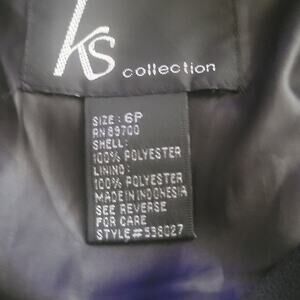 ks collection
SIZE: 6P
RN 89700
SHELL:
100% POLYESTER
LINING:
100% POLYESTER
MADE IN INDONESIA
SEE REVERSE
FOR CARE
STYLE#538027